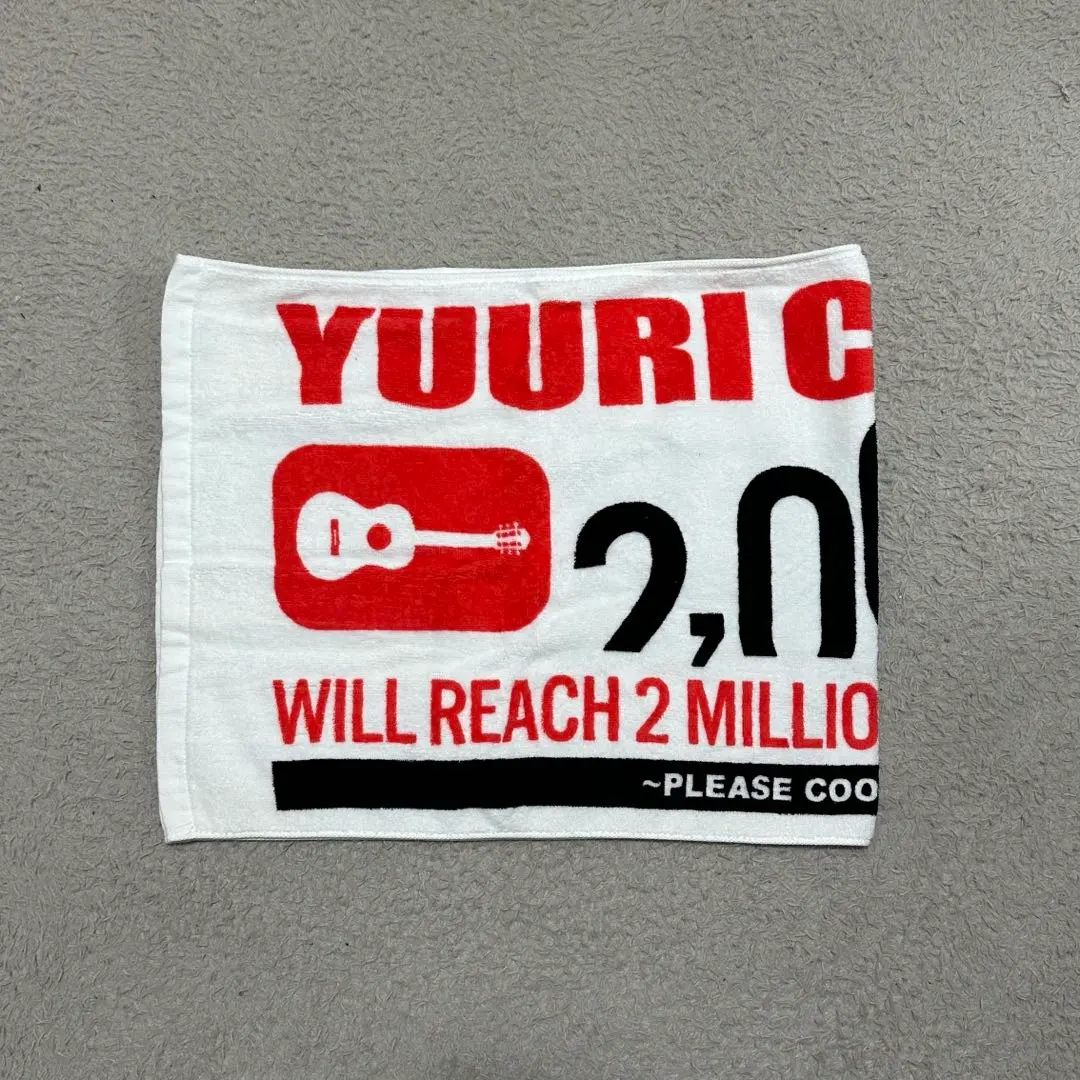 YUURI C
2,0
WILL REACH 2 MILLIO
~PLEASE COO